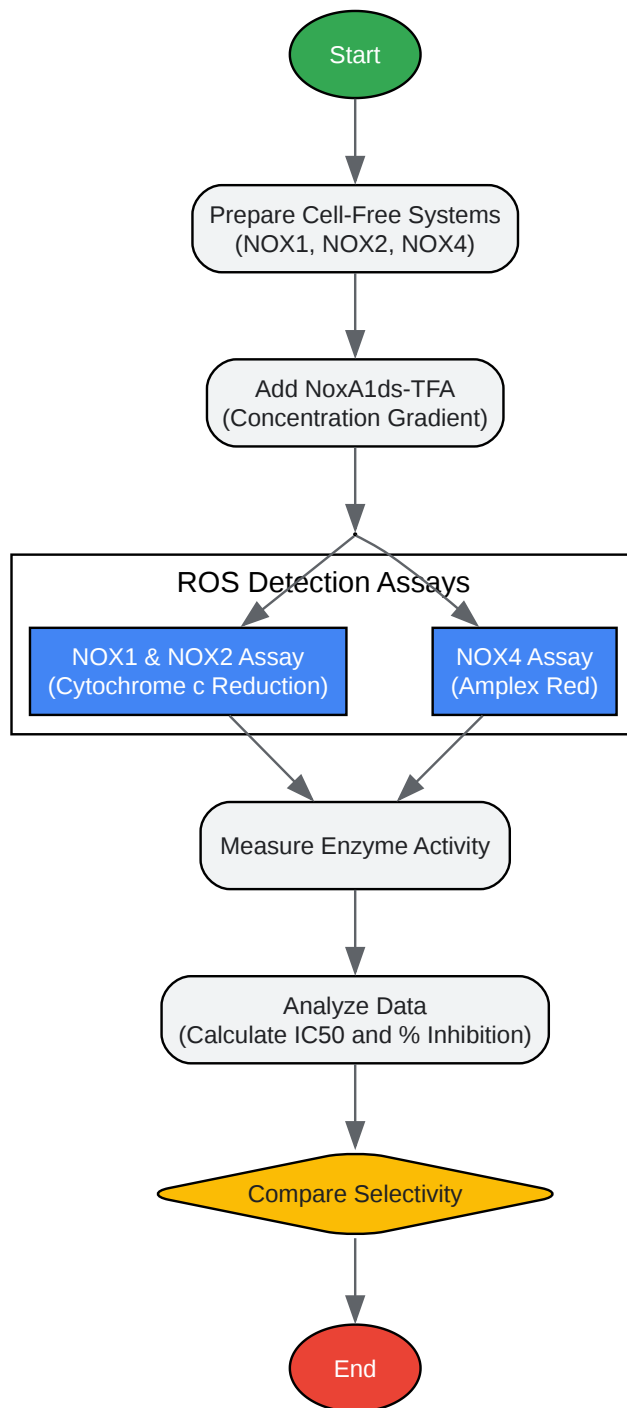 Start
Prepare Cell-Free Systems
(NOX1, NOX2, NOX4)
Add NoxA1ds-TFA
(Concentration Gradient)
ROS Detection Assays
NOX1 & NOX2 Assay
(Cytochrome c Reduction)
NOX4 Assay
(Amplex Red)
Measure Enzyme Activity
Analyze Data
(Calculate IC50 and % Inhibition)
Compare Selectivity
End